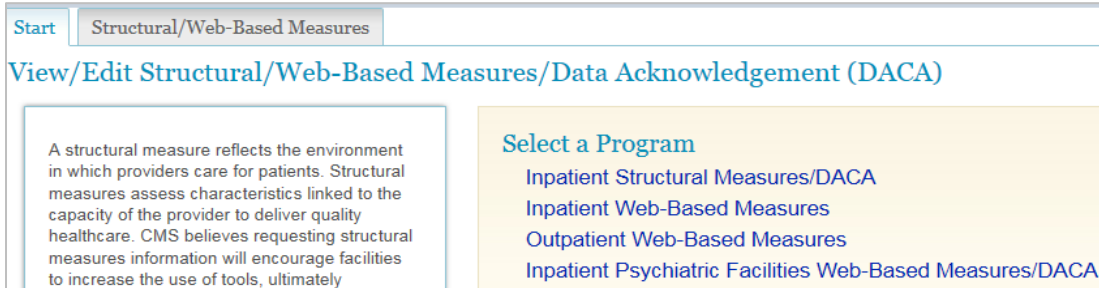 Start
Structural/Web-Based Measures
View/Edit Structural/Web-Based Measures/Data Acknowledgement (DACA)
A structural measure reflects the environment
in which providers care for patients. Structural
measures assess characteristics linked to the
capacity of the provider to deliver quality
healthcare. CMS believes requesting structural
measures information will encourage facilities
to increase the use of tools, ultimately
Select a Program
Inpatient Structural Measures/DACA
Inpatient Web-Based Measures
Outpatient Web-Based Measures
Inpatient Psychiatric Facilities Web-Based Measures/DACA